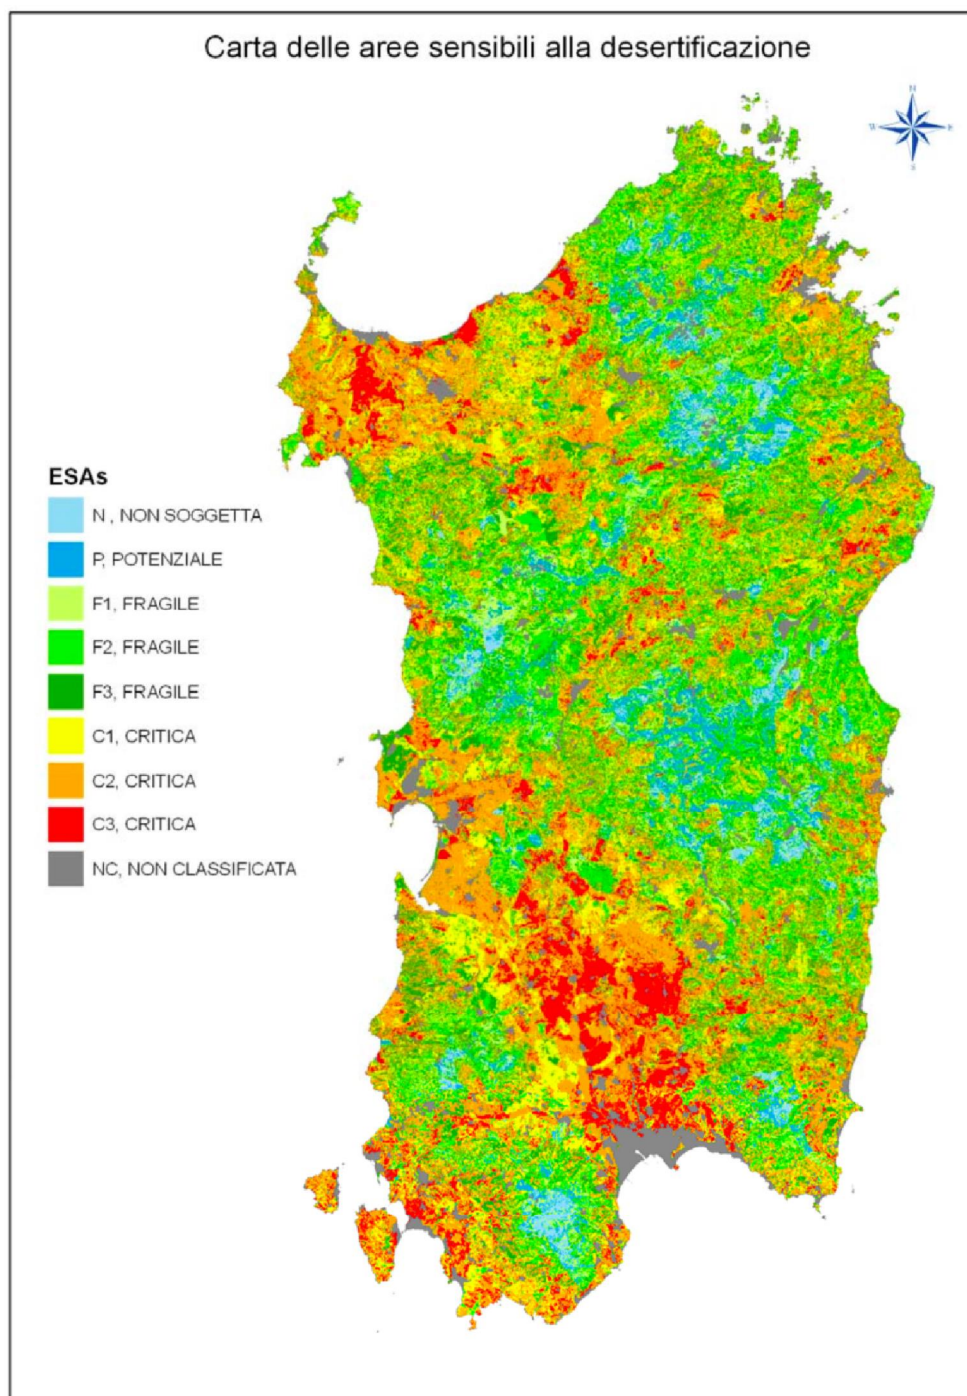 Carta delle aree sensibili alla desertificazione
N
W
E
S
ESAs
N , NON SOGGETTA
P, POTENZIALE
F1, FRAGILE
F2, FRAGILE
F3, FRAGILE
C1, CRITICA
C2, CRITICA
C3, CRITICA
NC, NON CLASSIFICATA